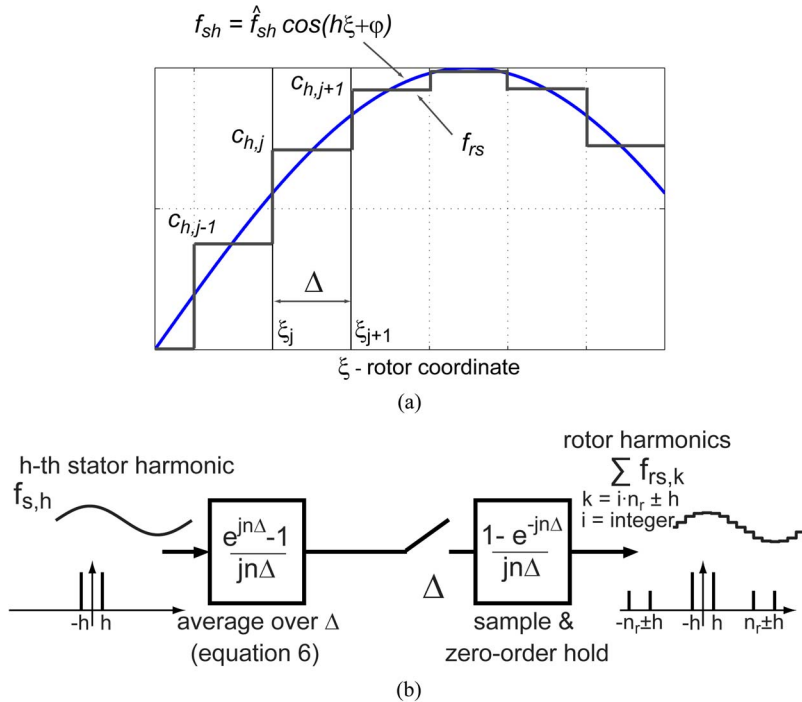 f_sh = f̂_sh cos(hξ+φ)
c_h,j+1
f_rs
c_h,j
c_h,j-1
Δ
ξ_j
ξ_j+1
ξ - rotor coordinate
(a)
rotor harmonics
h-th stator harmonic
∑ f_rs,k
f_s,h
k = i·n_r ± h
i = integer
e^jnΔ -1
jnΔ
1- e^-jnΔ
jnΔ
Δ
-h h
average over Δ
(equation 6)
sample &
zero-order hold
-n_r±h -h h n_r±h
(b)